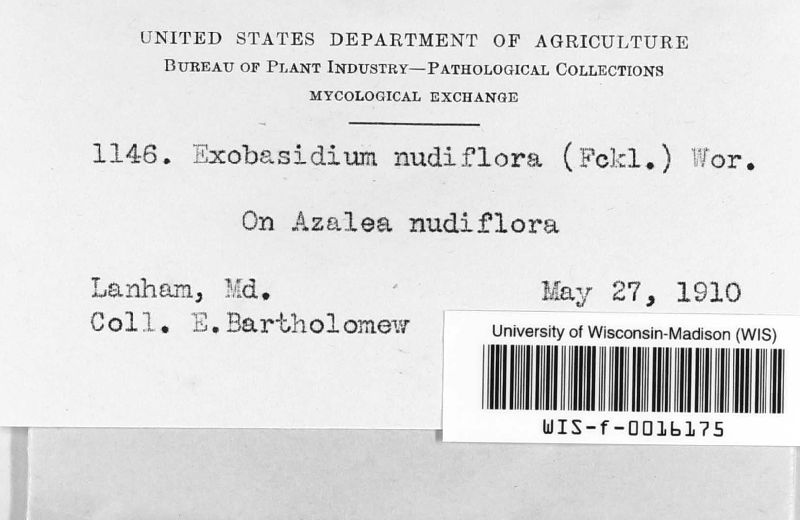 UNITED STATES DEPARTMENT OF AGRICULTURE
BUREAU OF PLANT INDUSTRY—PATHOLOGICAL COLLECTIONS
MYCOLOGICAL EXCHANGE
1146. Exobasidium nudiflora (Fckl.) Wor.
On Azalea nudiflora
Lanham, Md. May 27, 1910
Coll. E.Bartholomew
University of Wisconsin-Madison (WIS)
WIS-f-0016175